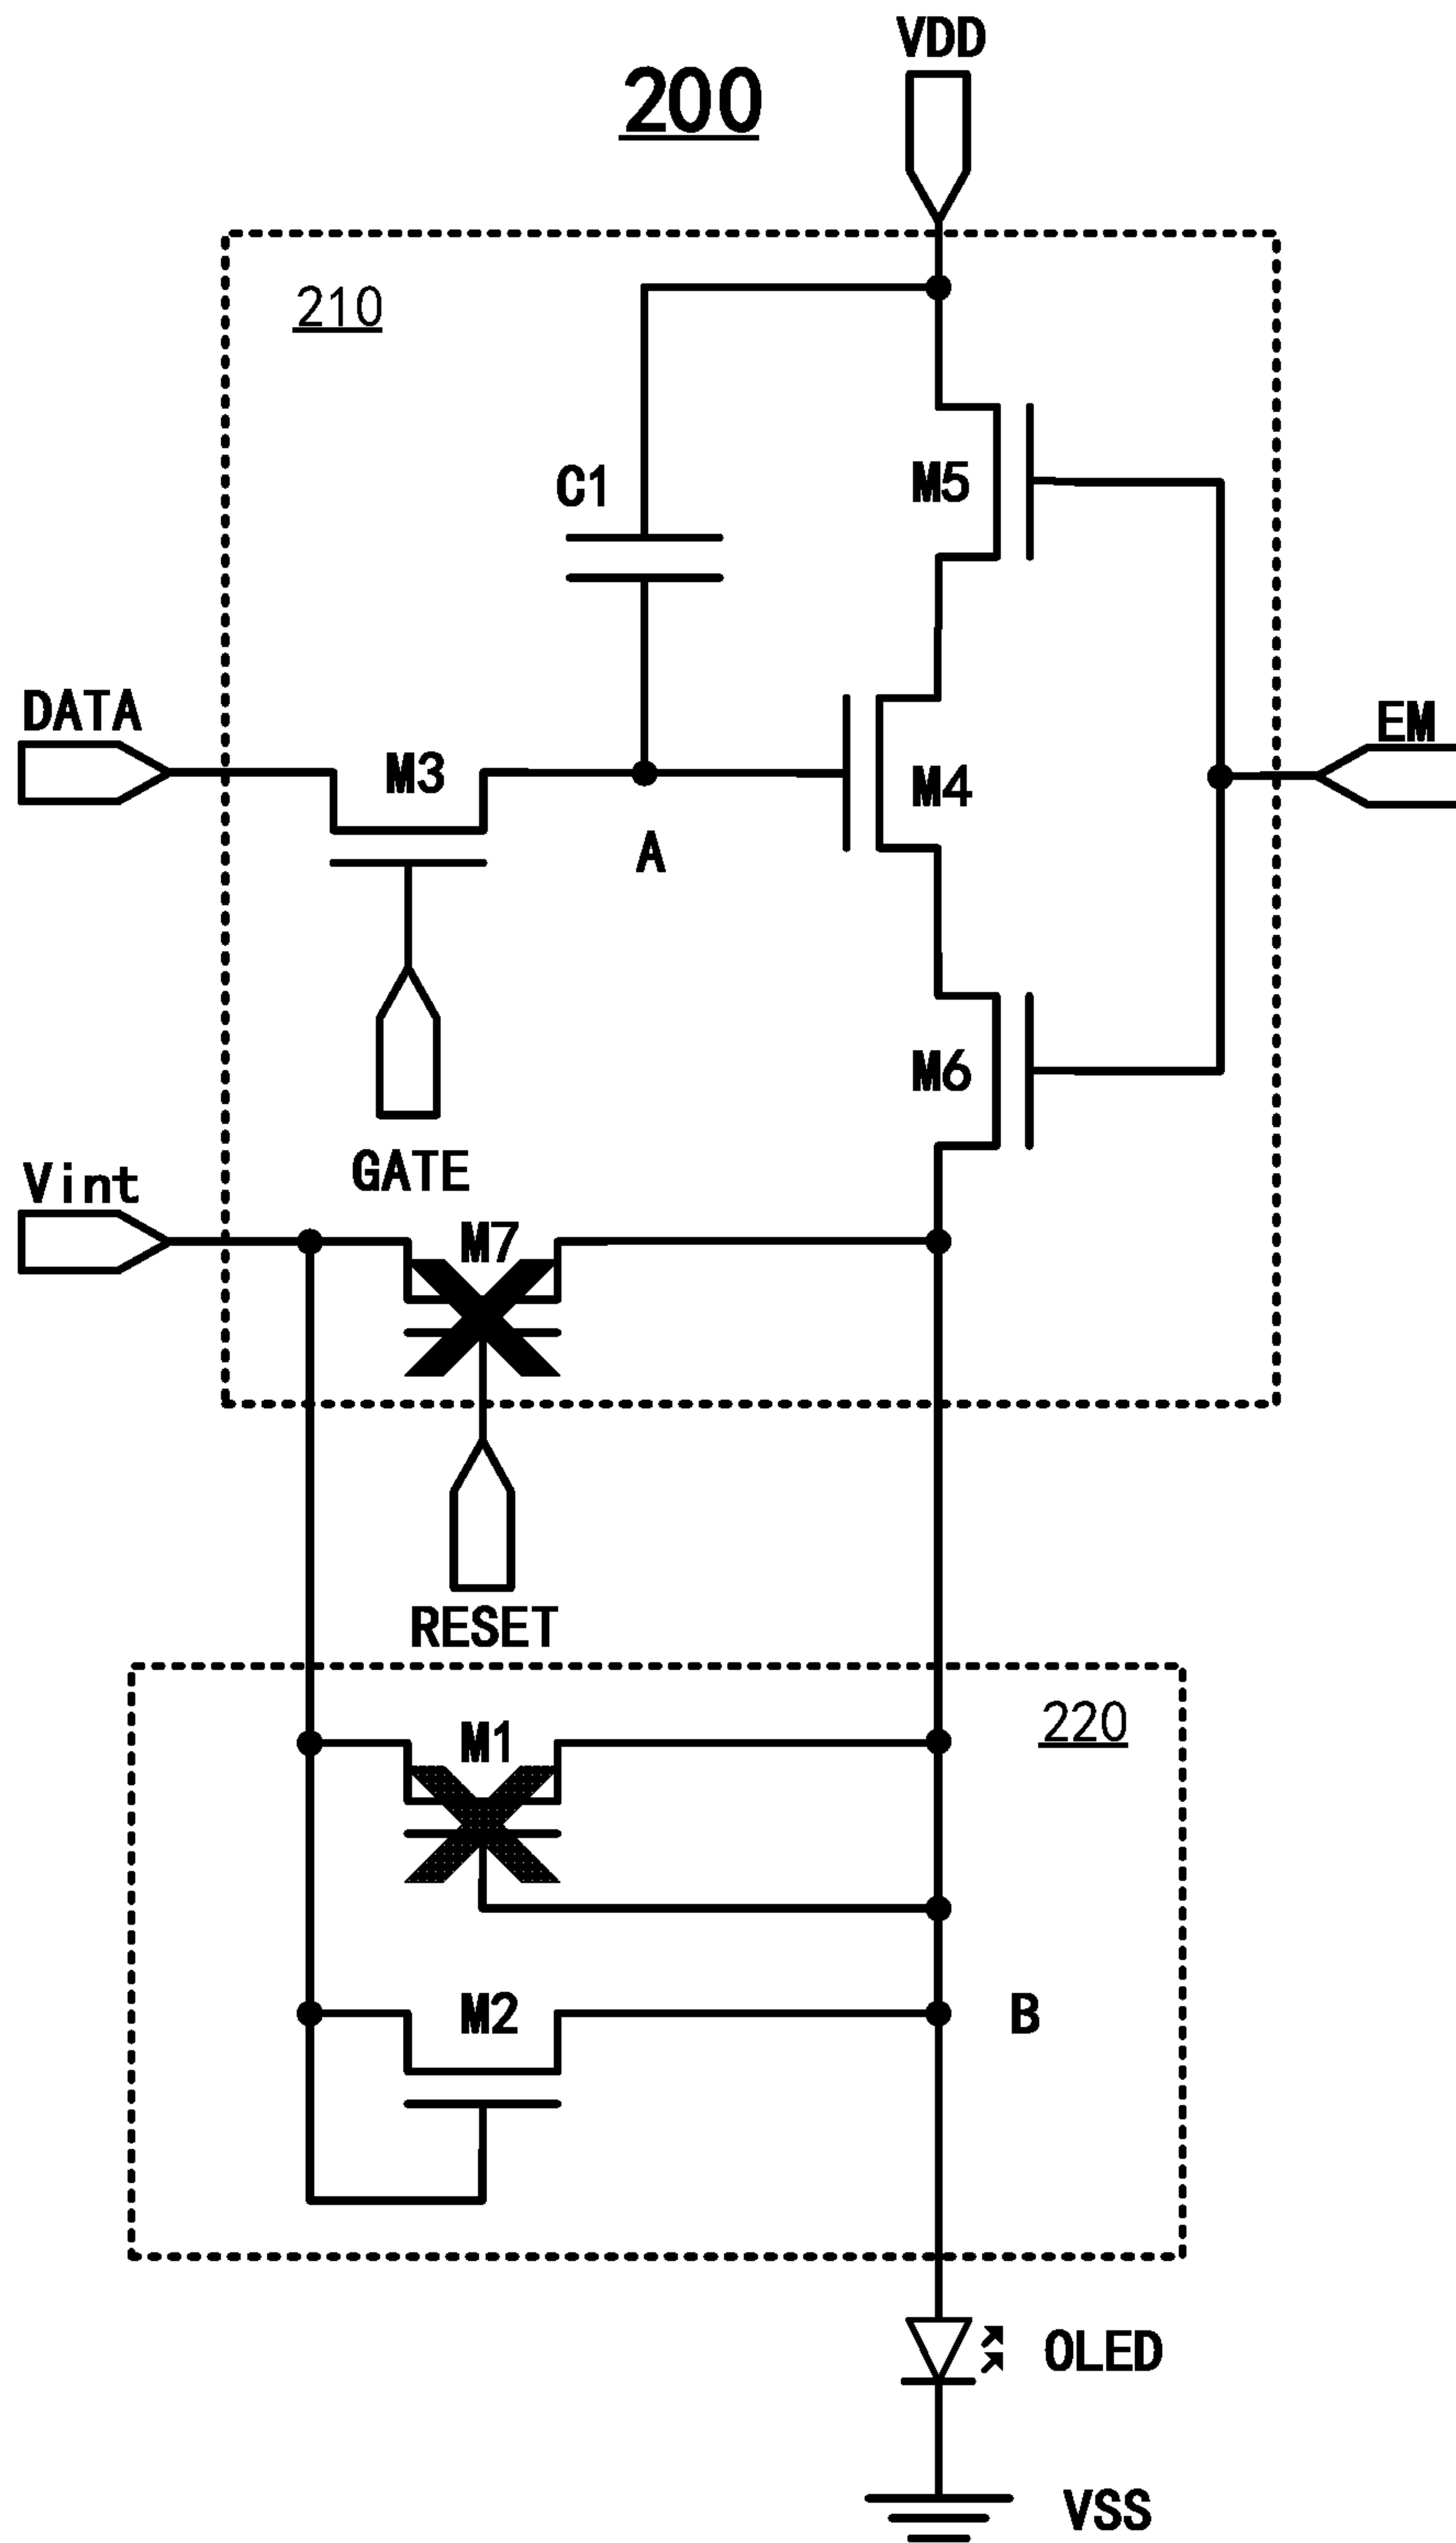 VDD
200
210
C1
M5
DATA
M3
EM
M4
A
M6
GATE
Vint
M7
RESET
M1
220
M2
B
OLED
VSS